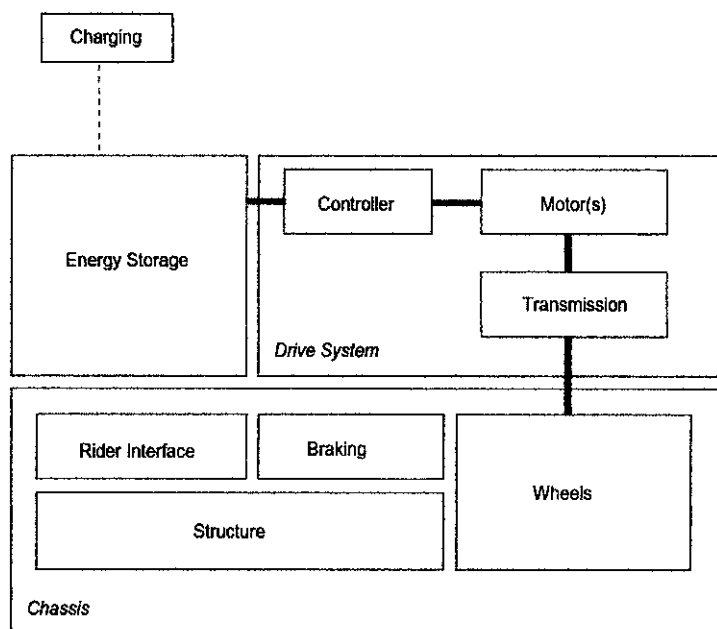 Charging
Energy Storage
Controller
Motor(s)
Transmission
Drive System
Rider Interface
Braking
Wheels
Structure
Chassis